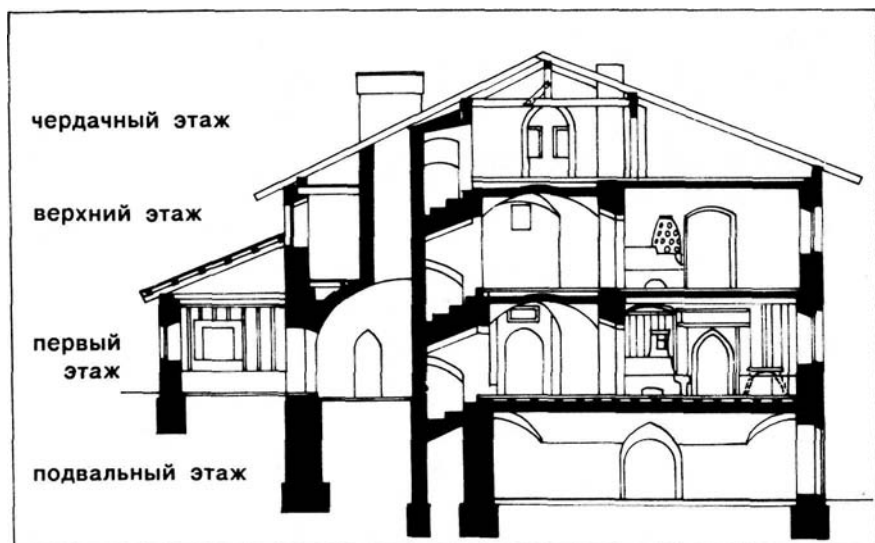 чердачный этаж
верхний этаж
первый
этаж
подвальный этаж